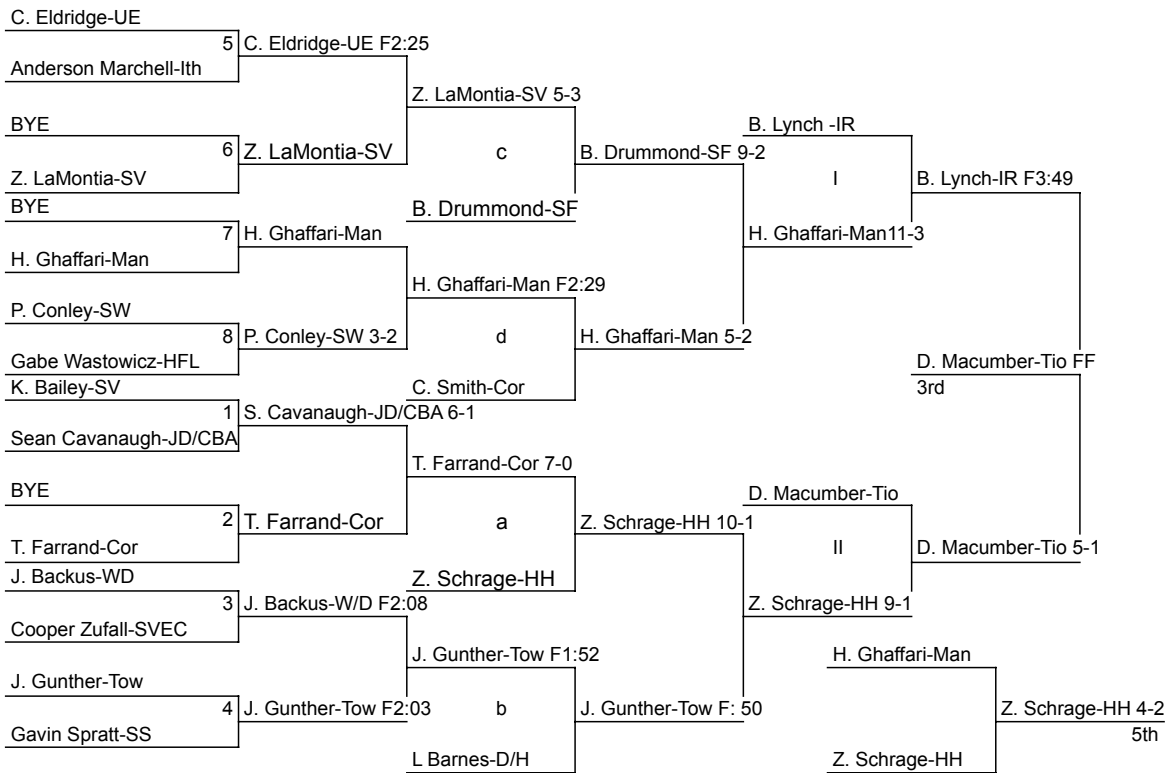 C. Eldridge-UE
5
C. Eldridge-UE F2:25
Anderson Marchell-Ith
Z. LaMontia-SV 5-3
BYE
6
Z. LaMontia-SV
Z. LaMontia-SV
c
B. Drummond-SF 9-2
B. Drummond-SF
BYE
7
H. Ghaffari-Man
H. Ghaffari-Man
H. Ghaffari-Man F2:29
P. Conley-SW
8
P. Conley-SW 3-2
Gabe Wastowicz-HFL
d
H. Ghaffari-Man 5-2
C. Smith-Cor
B. Lynch -IR
I
B. Lynch-IR F3:49
H. Ghaffari-Man11-3
K. Bailey-SV
1
S. Cavanaugh-JD/CBA 6-1
Sean Cavanaugh-JD/CBA
T. Farrand-Cor 7-0
BYE
2
T. Farrand-Cor
T. Farrand-Cor
a
Z. Schrage-HH 10-1
Z. Schrage-HH
J. Backus-WD
3
J. Backus-W/D F2:08
Cooper Zufall-SVEC
J. Gunther-Tow F1:52
J. Gunther-Tow
4
J. Gunther-Tow F2:03
Gavin Spratt-SS
b
J. Gunther-Tow F: 50
L Barnes-D/H
D. Macumber-Tio
II
D. Macumber-Tio 5-1
Z. Schrage-HH 9-1
D. Macumber-Tio FF
3rd
H. Ghaffari-Man
Z. Schrage-HH 4-2
5th
Z. Schrage-HH